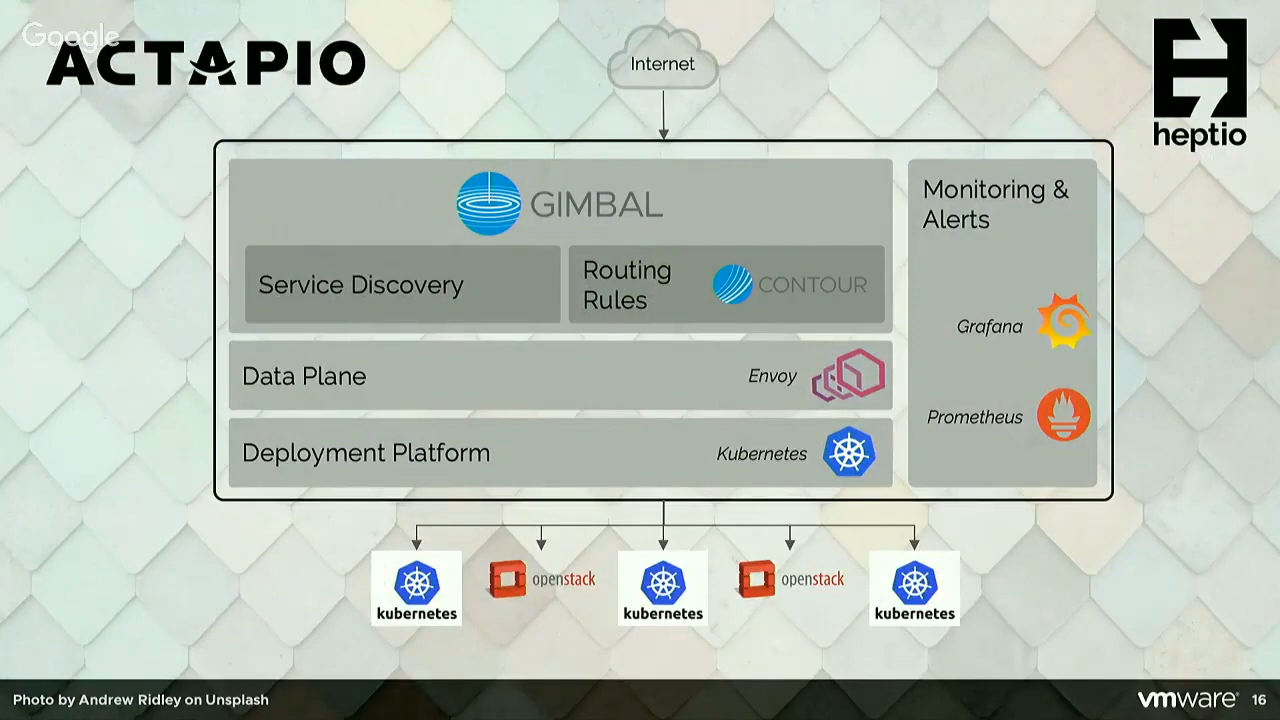 Google
ACTAPIO
Internet
heptio
GIMBAL
Monitoring &
Alerts
Service Discovery
Routing
Rules
CONTOUR
Grafana
Data Plane
Envoy
Prometheus
Deployment Platform
Kubernetes
kubernetes
openstack
kubernetes
openstack
kubernetes
Photo by Andrew Ridley on Unsplash
vmware
16